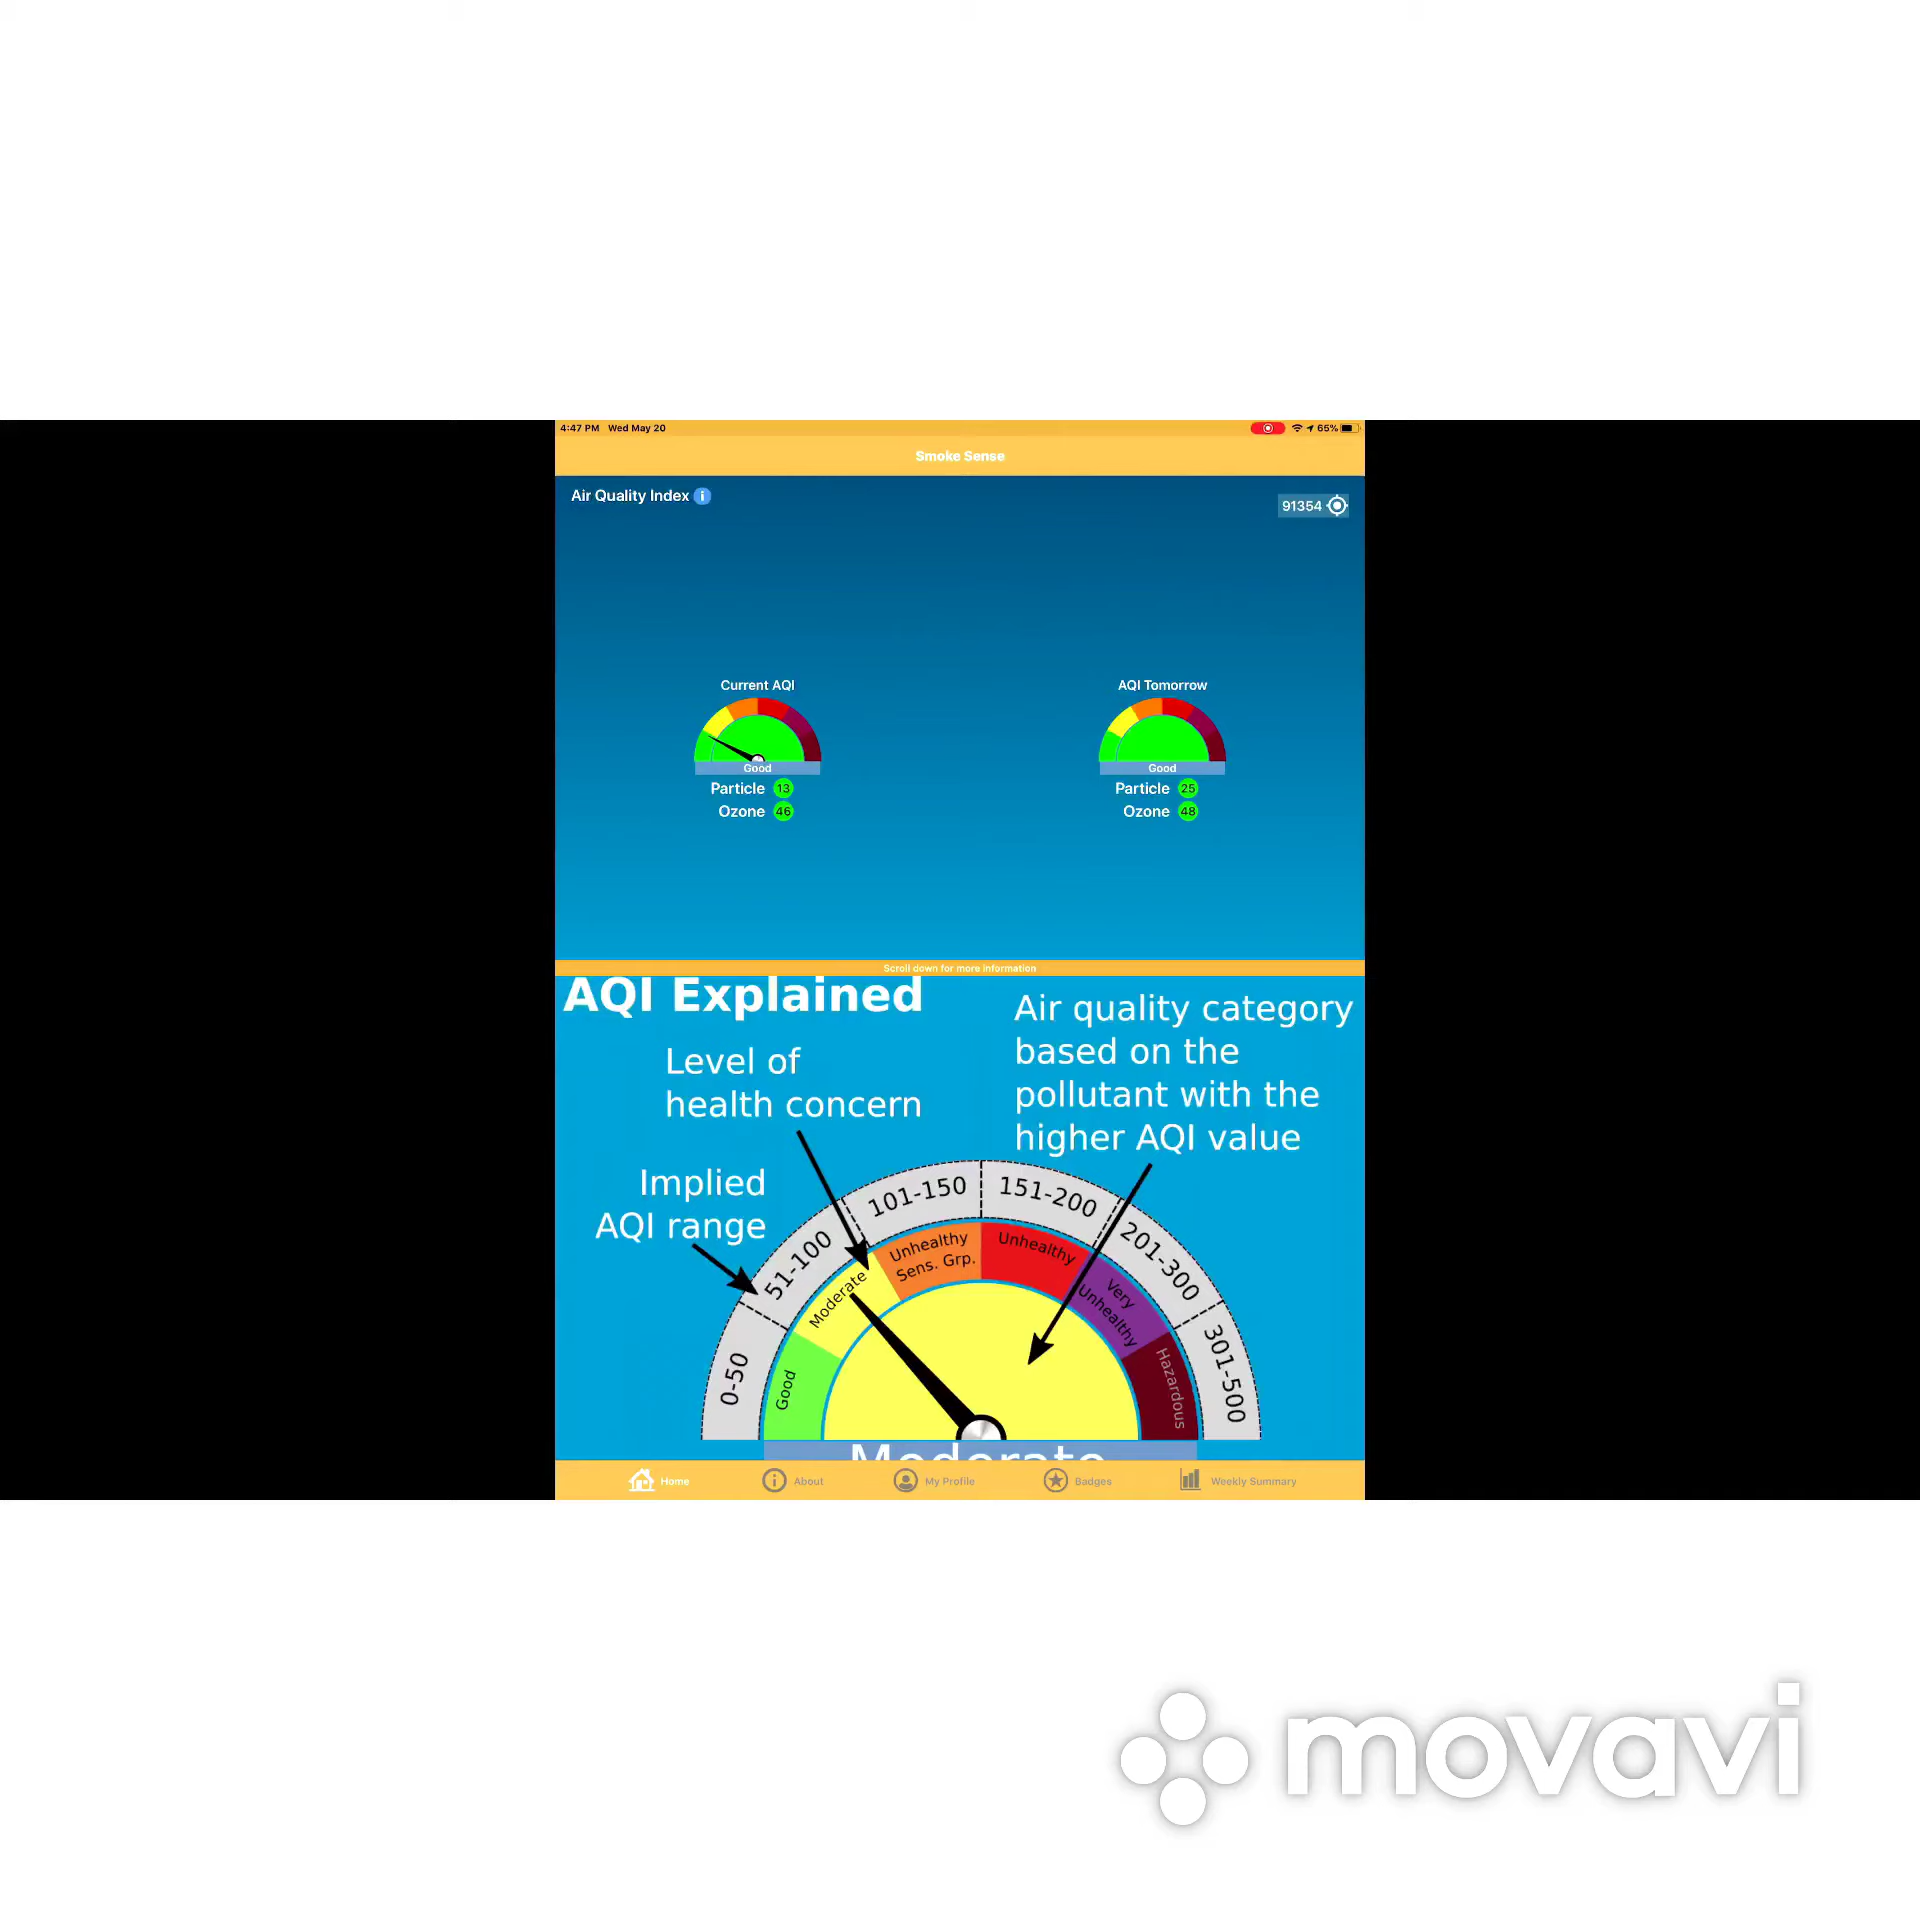 4:47 PM Wed May 20
65%
Smoke Sense
Air Quality Index i
91354
Current AQI
Good
Particle 13
Ozone 46
AQI Tomorrow
Good
Particle 25
Ozone 48
Scroll down for more information
AQI Explained
Air quality category
based on the
pollutant with the
higher AQI value
Level of
health concern
Implied
AQI range
0-50
51-100
101-150
151-200
201-300
301-500
Good
Moderate
Unhealthy
Sens. Grp.
Unhealthy
Very
Unhealthy
Hazardous
Moderate
Home
About
My Profile
Badges
Weekly Summary
movavi